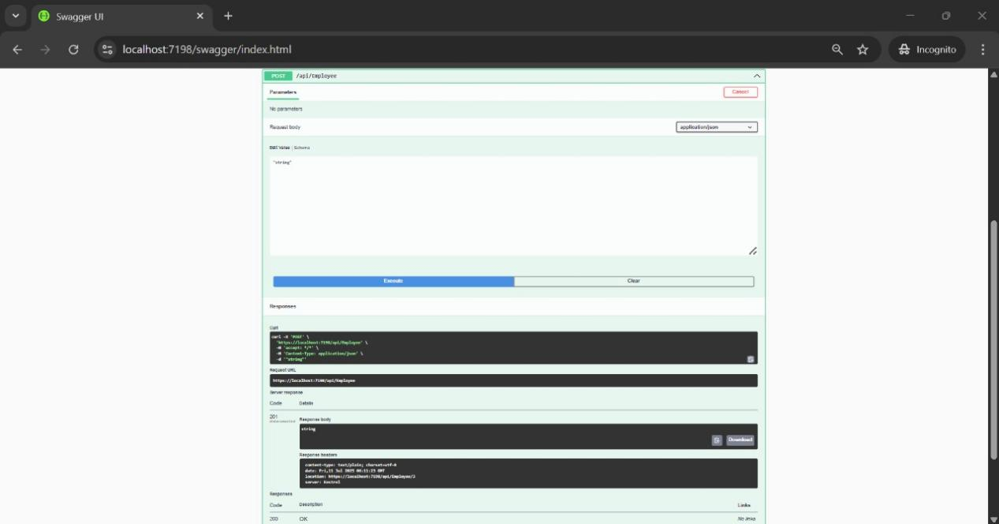 Swagger UI
localhost:7198/swagger/index.html
Incognito
POST /api/Employee
Parameters
Cancel
No parameters
Request body
application/json
Edit Value | Schema
"string"
Execute
Clear
Responses
Curl
curl -X 'POST' \
'https://localhost:7198/api/Employee' \
-H 'accept: */*' \
-H 'Content-Type: application/json' \
-d '"string"'
Request URL
https://localhost:7198/api/Employee
Server response
Code Details
201
Undocumented
Response body
string
Download
Response headers
content-type: text/plain; charset=utf-8
date: Fri,11 Jul 2025 06:11:23 GMT
location: https://localhost:7198/api/Employee/3
server: Kestrel
Responses
Code Description Links
200 OK No links